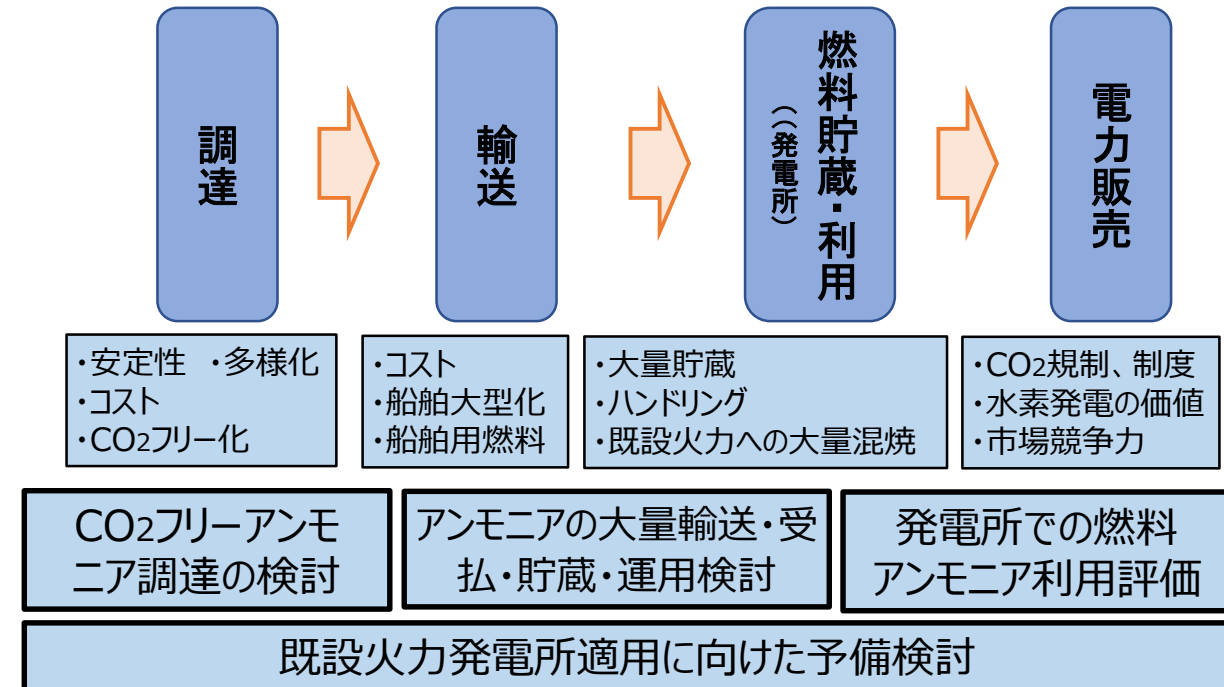 調達
輸送
燃料貯蔵・利用
（（発電所）
電力販売
・安定性 ・多様化
・コスト
・CO2フリー化
・コスト
・船舶大型化
・船舶用燃料
・大量貯蔵
・ハンドリング
・既設火力への大量混焼
・CO2規制、制度
・水素発電の価値
・市場競争力
CO2フリーアンモ
ニア調達の検討
アンモニアの大量輸送・受
払・貯蔵・運用検討
発電所での燃料
アンモニア利用評価
既設火力発電所適用に向けた予備検討